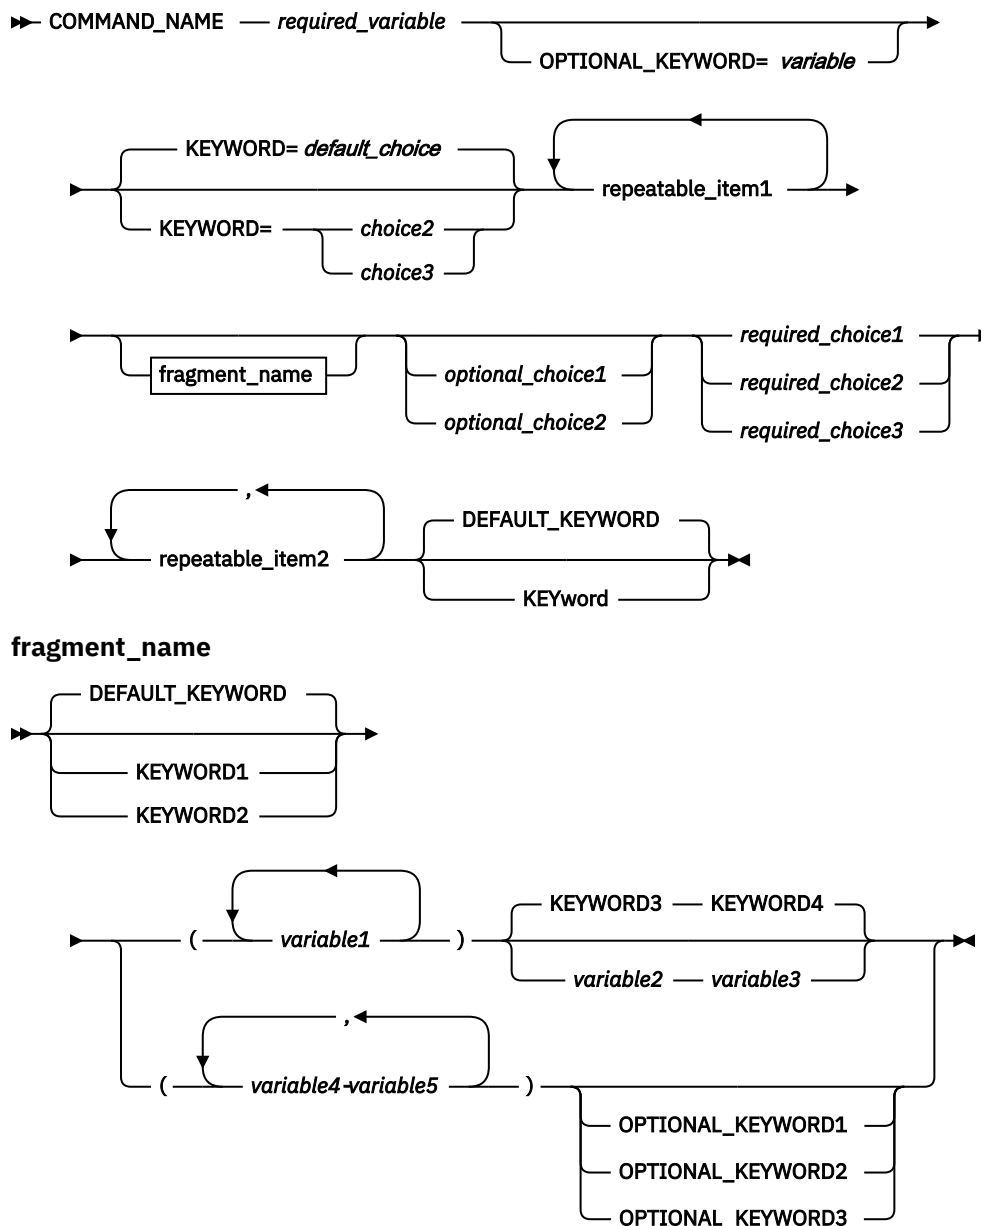 COMMAND_NAME required_variable
OPTIONAL_KEYWORD= variable
KEYWORD= default_choice
repeatable_item1
KEYWORD= choice2
choice3
required_choice1
fragment_name optional_choice1 required_choice2
optional_choice2 required_choice3
,
DEFAULT_KEYWORD
repeatable_item2
KEYword
fragment_name
DEFAULT_KEYWORD
KEYWORD1
KEYWORD2
KEYWORD3 KEYWORD4
( variable1 )
variable2 variable3
,
( variable4-variable5 )
OPTIONAL_KEYWORD1
OPTIONAL_KEYWORD2
OPTIONAL_KEYWORD3